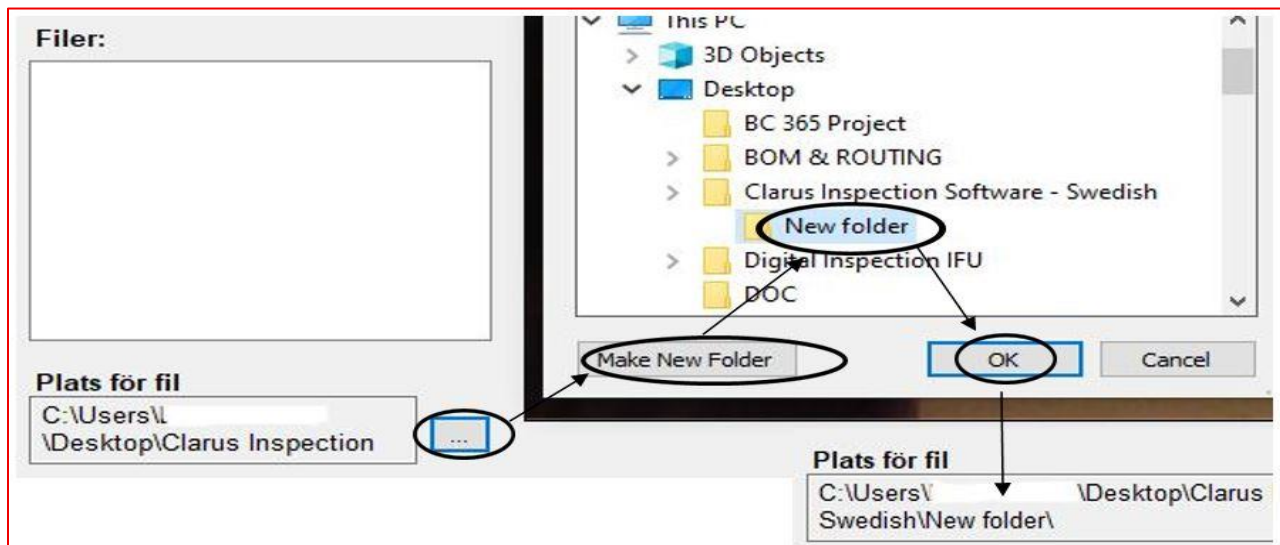 Filer:
Plats för fil
C:\Users\
\Desktop\Clarus Inspection
...
This PC
3D Objects
Desktop
BC 365 Project
BOM & ROUTING
Clarus Inspection Software - Swedish
New folder
Digital Inspection IFU
DOC
Make New Folder
OK
Cancel
Plats för fil
C:\Users\ \Desktop\Clarus
Swedish\New folder\